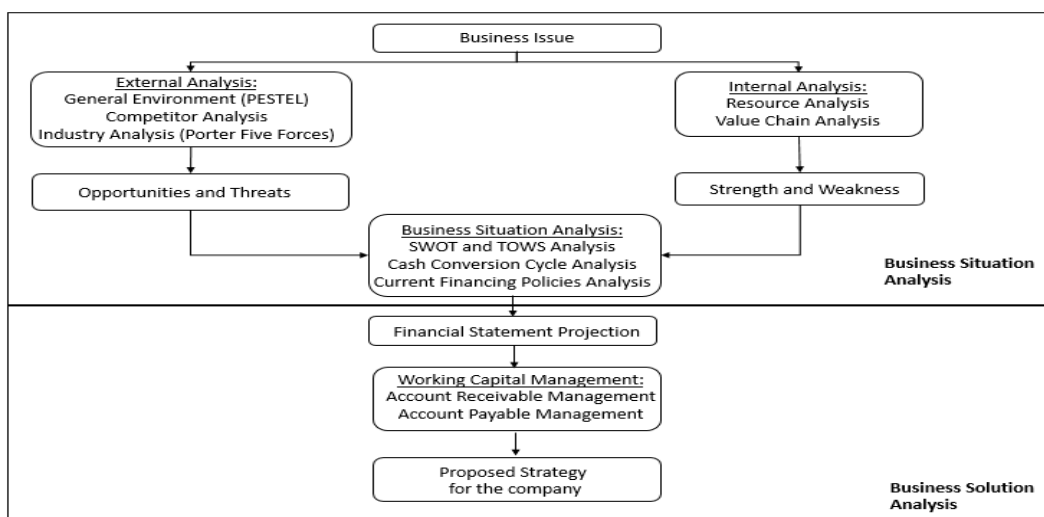 Business Issue
External Analysis:
General Environment (PESTEL)
Competitor Analysis
Industry Analysis (Porter Five Forces)
Internal Analysis:
Resource Analysis
Value Chain Analysis
Opportunities and Threats
Strength and Weakness
Business Situation Analysis:
SWOT and TOWS Analysis
Cash Conversion Cycle Analysis
Current Financing Policies Analysis
Business Situation
Analysis
Financial Statement Projection
Working Capital Management:
Account Receivable Management
Account Payable Management
Proposed Strategy
for the company
Business Solution
Analysis